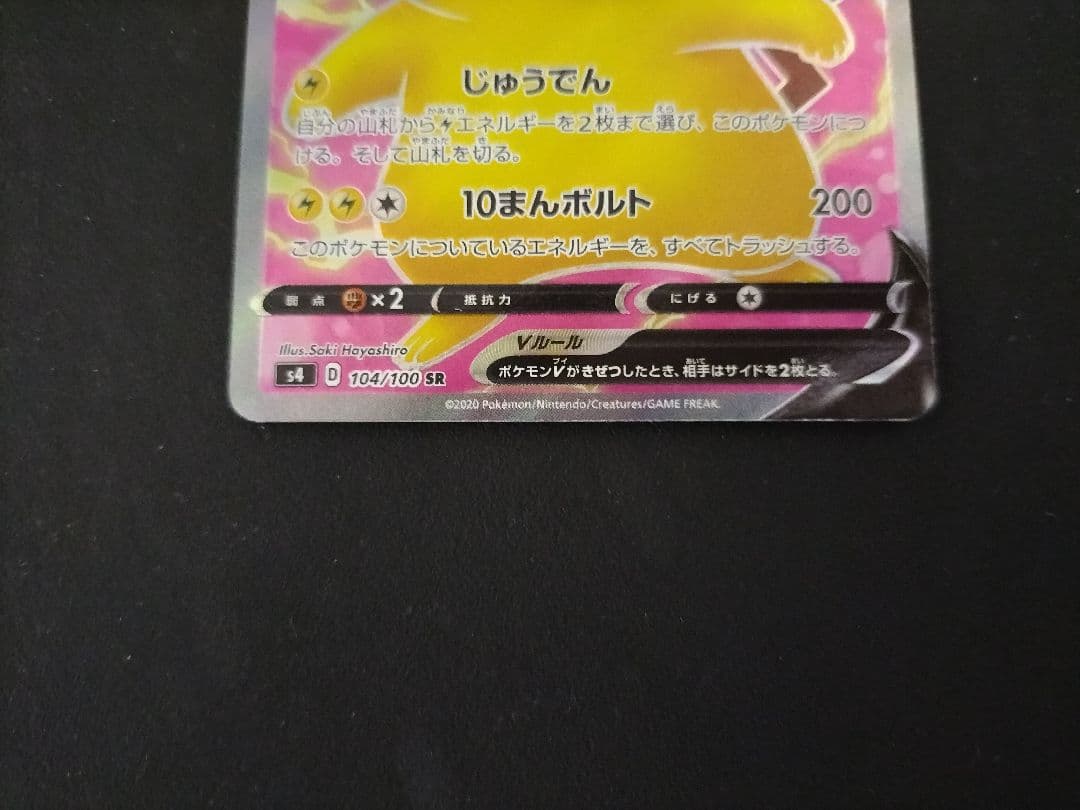 じゅうでん
自分の山札からエネルギーを2枚まで選び、このポケモンにつ
ける。そして山札を切る。
10まんボルト 200
このポケモンについているエネルギーを、すべてトラッシュする。
弱点 ×2 抵抗力 にげる
Illus.Saki Hayashiro
Vルール
ポケモンVがきぜつしたとき、相手はサイドを2枚とる。
s4 D 104/100 SR
©2020 Pokémon/Nintendo/Creatures/GAME FREAK.